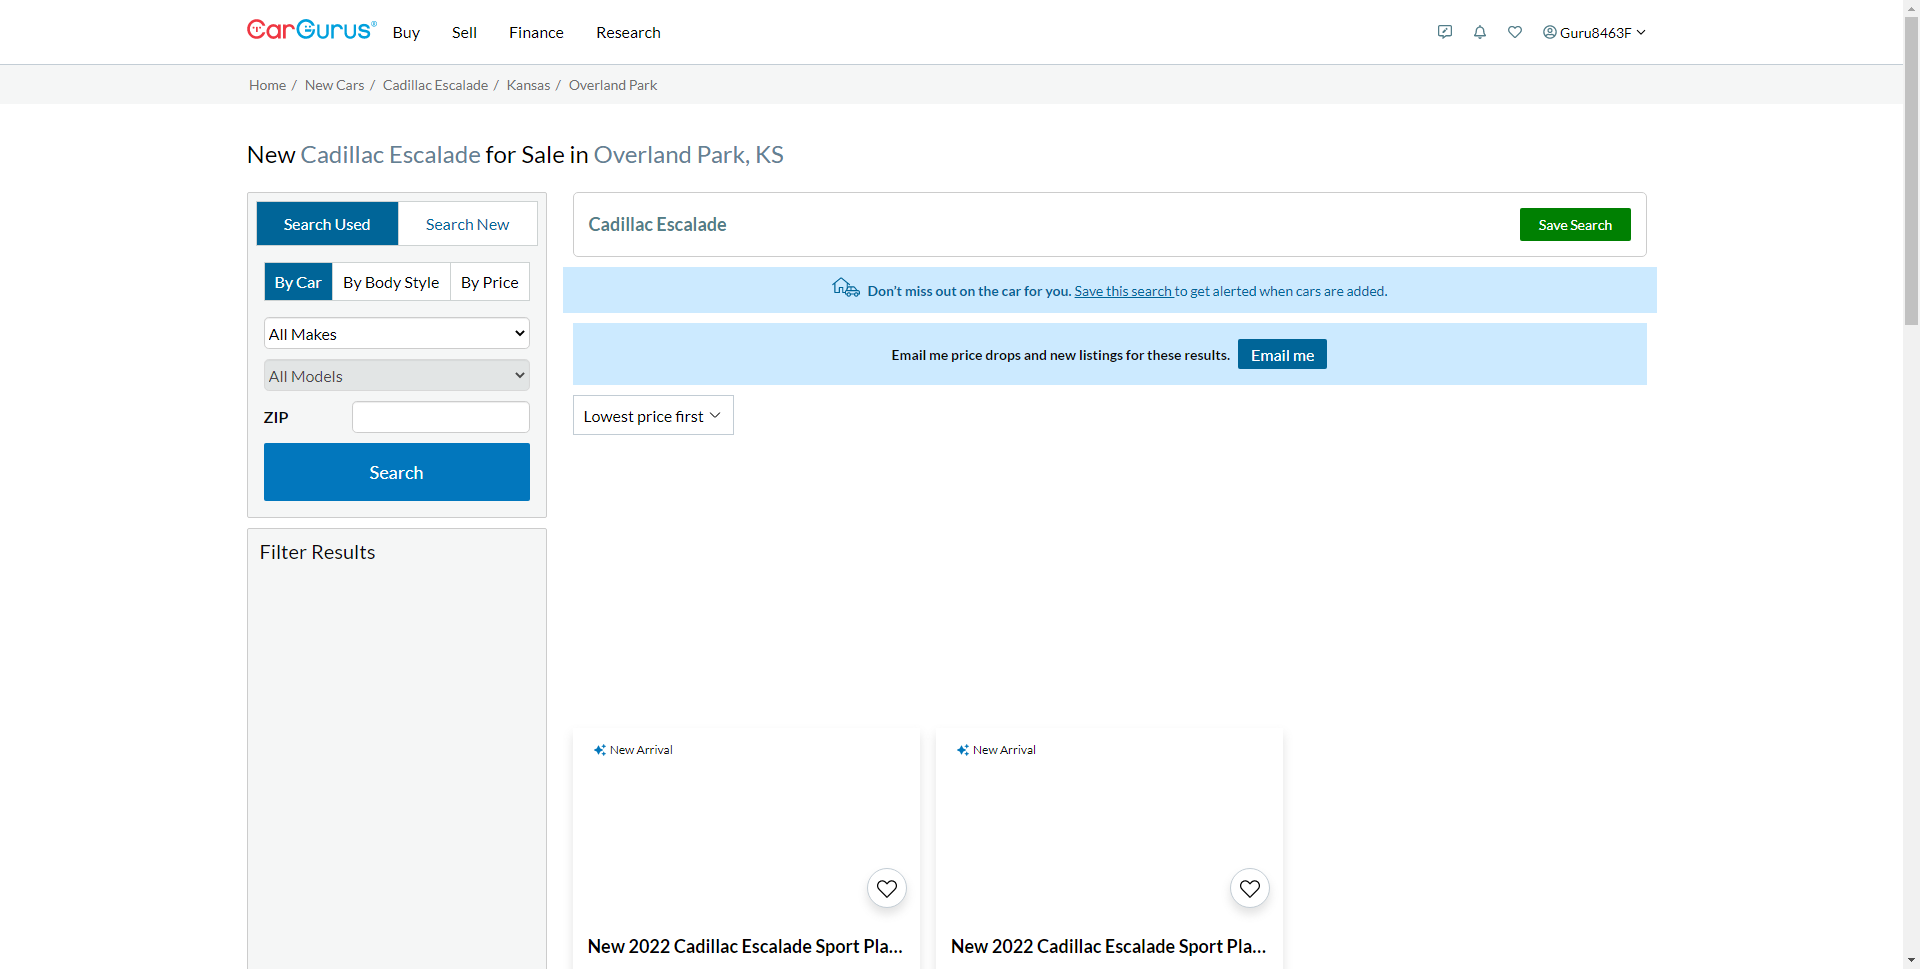 CarGurus®
Buy
Sell
Finance
Research
Guru8463F
Home / New Cars / Cadillac Escalade / Kansas / Overland Park
New Cadillac Escalade for Sale in Overland Park, KS
Search Used
Search New
By Car
By Body Style
By Price
All Makes
All Models
ZIP
Search
Filter Results
Cadillac Escalade
Save Search
Don't miss out on the car for you. Save this search to get alerted when cars are added.
Email me price drops and new listings for these results.
Email me
Lowest price first
New Arrival
New 2022 Cadillac Escalade Sport Pla...
New Arrival
New 2022 Cadillac Escalade Sport Pla...